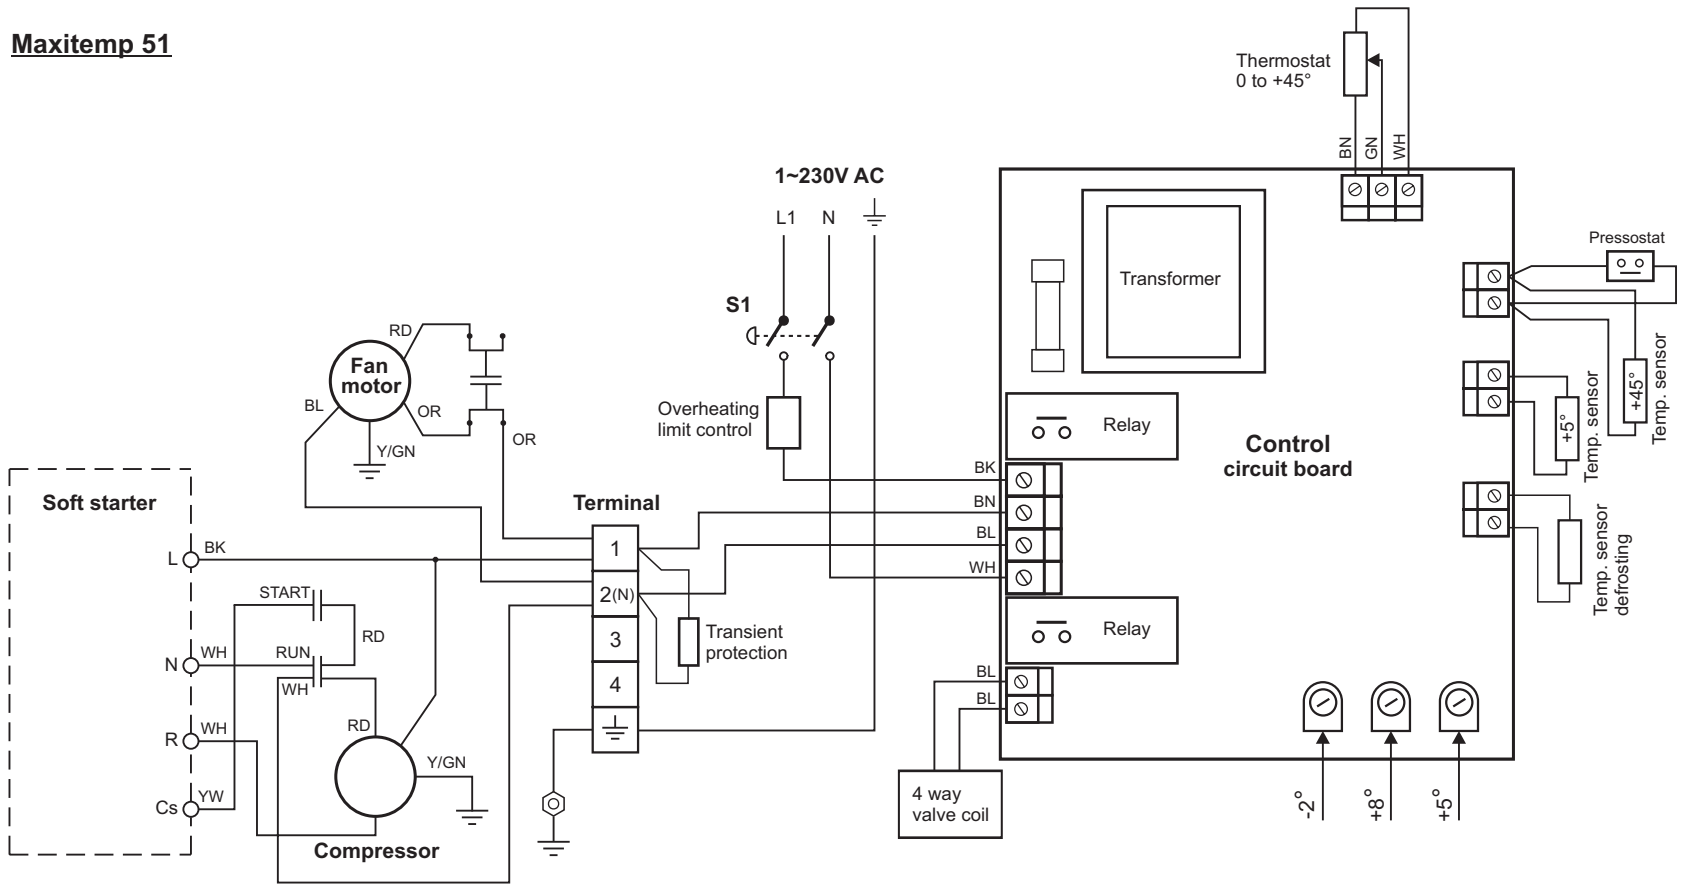 Maxitemp 51
Thermostat
0 to +45°
BN
GN
WH
1~230V AC
L1
N
S1
Overheating
limit control
Transformer
Pressostat
+45°
Temp. sensor
+5°
Temp. sensor
Temp. sensor
defrosting
Relay
Control
circuit board
BK
BN
BL
WH
Relay
BL
BL
4 way
valve coil
-2°
+8°
+5°
Fan
motor
RD
BL
OR
OR
Y/GN
Terminal
1
2(N)
3
4
Transient
protection
Soft starter
L
BK
START
RD
N
WH
RUN
WH
R
WH
RD
Y/GN
Cs
YW
Compressor